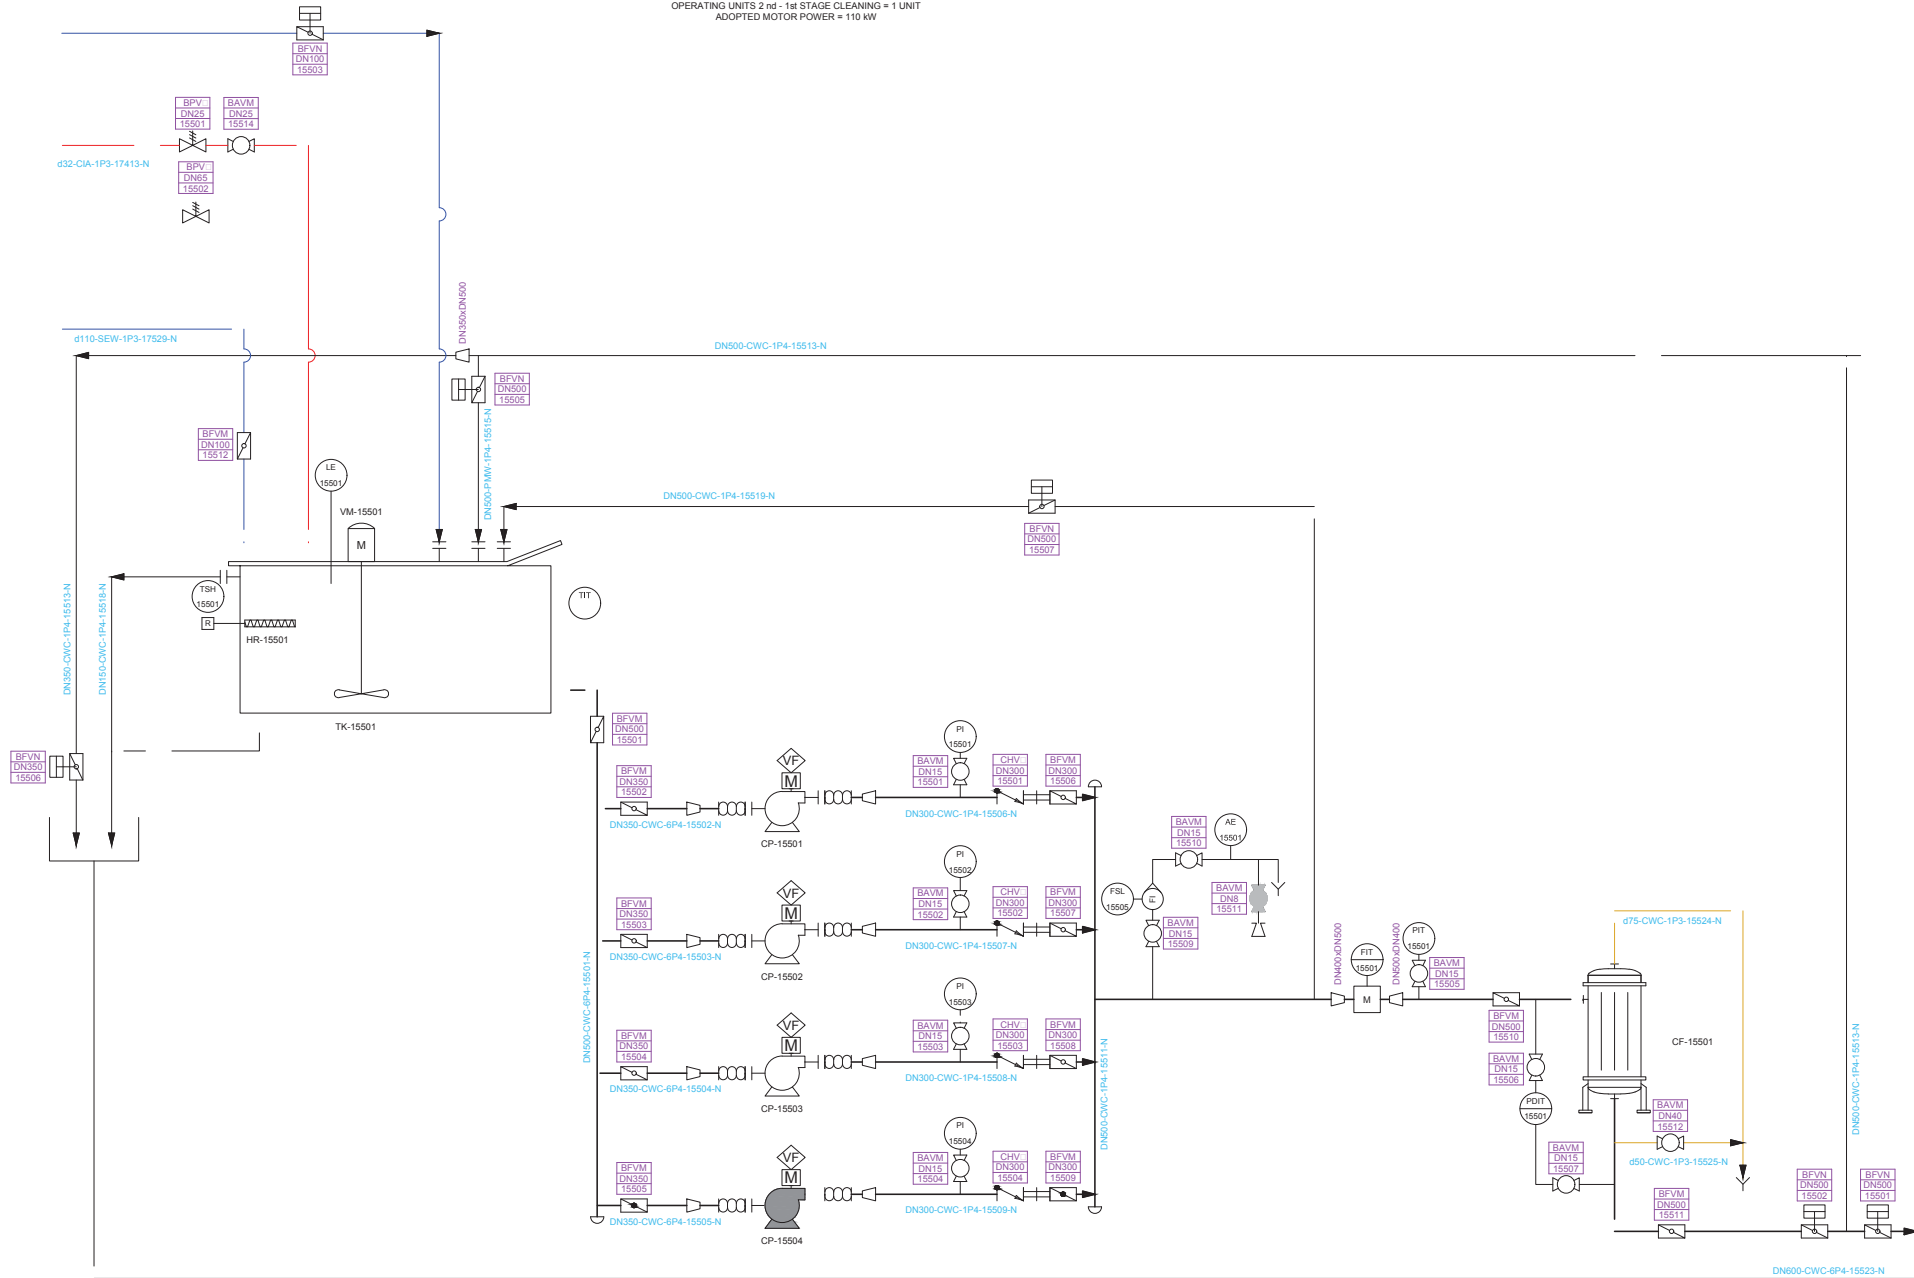 OPERATING UNITS 2 nd - 1st STAGE CLEANING = 1 UNIT
ADOPTED MOTOR POWER = 110 kW
BFVN
DN100
15503
BPV
DN25
15501
BAVM
DN25
15514
d32-CIA-1P3-17413-N
BPV
DN65
15502
d110-SEW-1P3-17529-N
DN350xDN500
DN500-CWC-1P4-15513-N
BFVN
DN500
15505
DN500-PMW-1P4-15515-N
BFVM
DN100
15512
LE
15501
VM-15501
M
DN500-CWC-1P4-15519-N
BFVN
DN500
15507
TSH
15501
R
HR-15501
TIT
TK-15501
DN350-CWC-1P4-15513-N
DN150-CWC-1P4-15518-N
BFVN
DN350
15506
BFVM
DN500
15501
DN500-CWC-6P4-15501-N
BFVM
DN350
15502
DN350-CWC-6P4-15502-N
VF
M
CP-15501
PI
15501
BAVM
DN15
15501
CHV
DN300
15501
BFVM
DN300
15506
DN300-CWC-1P4-15506-N
BFVM
DN350
15503
DN350-CWC-6P4-15503-N
VF
M
CP-15502
PI
15502
BAVM
DN15
15502
CHV
DN300
15502
BFVM
DN300
15507
DN300-CWC-1P4-15507-N
BFVM
DN350
15504
DN350-CWC-6P4-15504-N
VF
M
CP-15503
PI
15503
BAVM
DN15
15503
CHV
DN300
15503
BFVM
DN300
15508
DN300-CWC-1P4-15508-N
BFVM
DN350
15505
DN350-CWC-6P4-15505-N
VF
M
CP-15504
PI
15504
BAVM
DN15
15504
CHV
DN300
15504
BFVM
DN300
15509
DN300-CWC-1P4-15509-N
DN500-CWC-1P4-15511-N
BAVM
DN15
15510
AE
15501
FSL
15505
FI
BAVM
DN8
15511
BAVM
DN15
15509
DN400xDN500
FIT
15501
M
DN500xDN400
PIT
15501
BAVM
DN15
15505
BFVM
DN500
15510
BAVM
DN15
15506
PDIT
15501
BAVM
DN15
15507
d75-CWC-1P3-15524-N
CF-15501
BAVM
DN40
15512
d50-CWC-1P3-15525-N
BFVM
DN500
15511
BFVN
DN500
15502
BFVN
DN500
15501
DN500-CWC-1P4-15513-N
DN600-CWC-6P4-15523-N